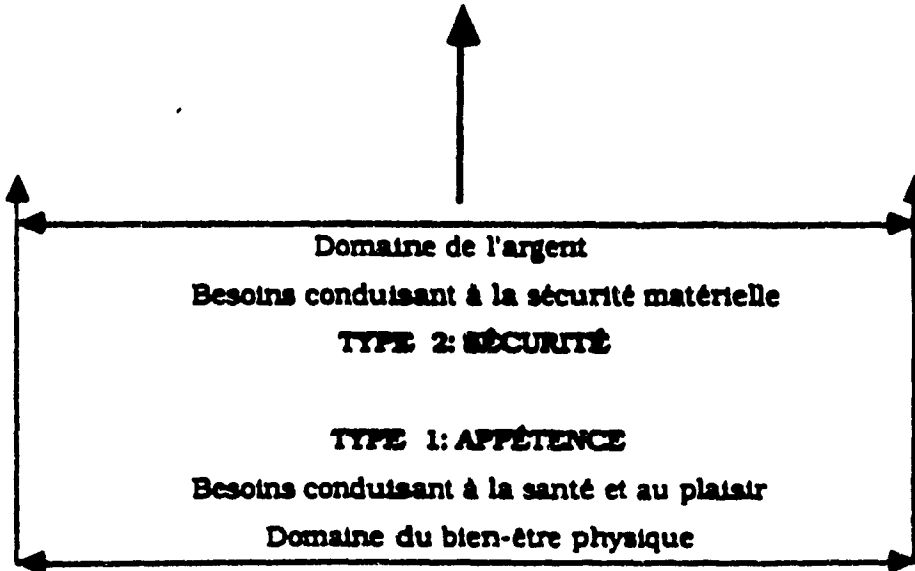 Domaine de l'argent
Besoins conduisant à la sécurité matérielle
TYPE 2: SÉCURITÉ
TYPE 1: APPÉTENCE
Besoins conduisant à la santé et au plaisir
Domaine du bien-être physique